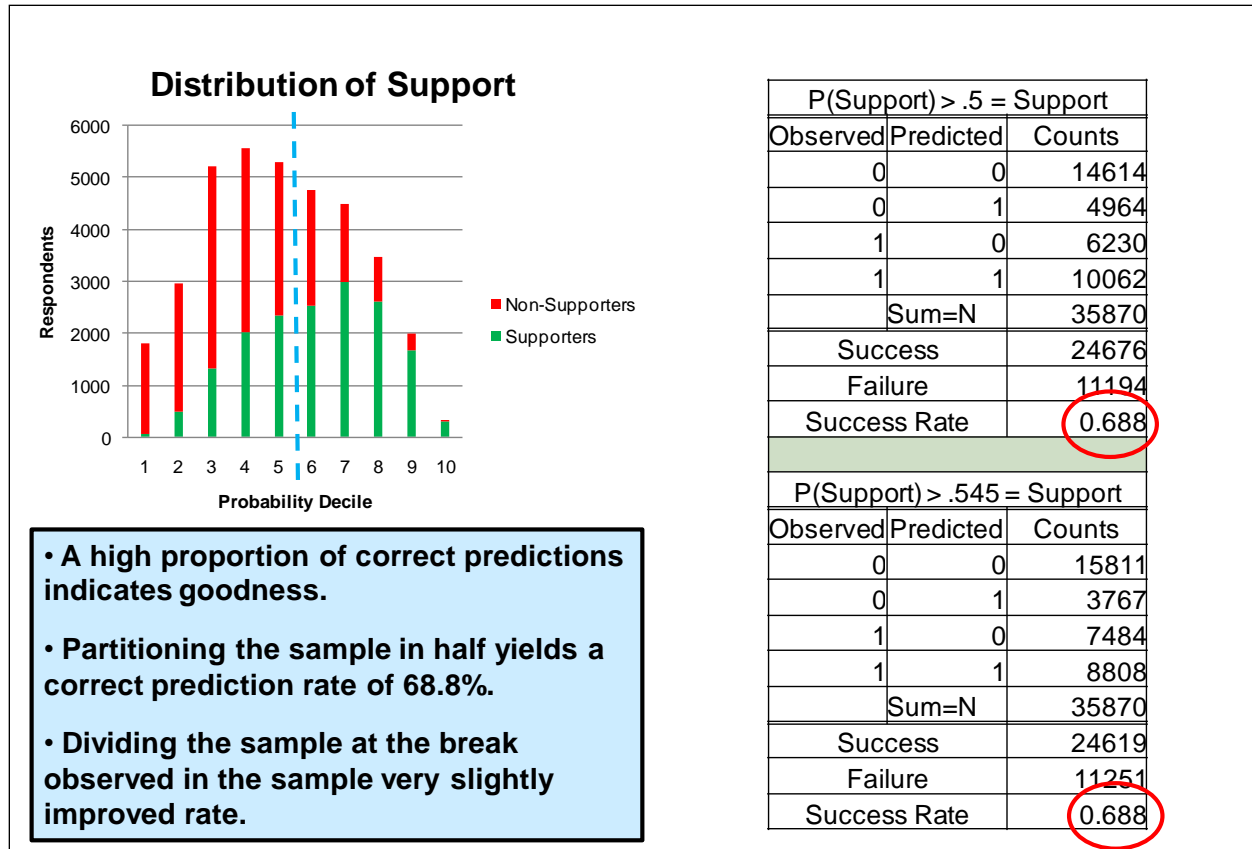 Distribution of Support
6000
5000
4000
3000
2000
1000
0
Respondents
1 2 3 4 5 6 7 8 9 10
Probability Decile
Non-Supporters
Supporters
• A high proportion of correct predictions
indicates goodness.
• Partitioning the sample in half yields a
correct prediction rate of 68.8%.
• Dividing the sample at the break
observed in the sample very slightly
improved rate.
P(Support) > .5 = Support
Observed Predicted Counts
0 0 14614
0 1 4964
1 0 6230
1 1 10062
Sum=N 35870
Success 24676
Failure 11194
Success Rate 0.688
P(Support) > .545 = Support
Observed Predicted Counts
0 0 15811
0 1 3767
1 0 7484
1 1 8808
Sum=N 35870
Success 24619
Failure 11251
Success Rate 0.688